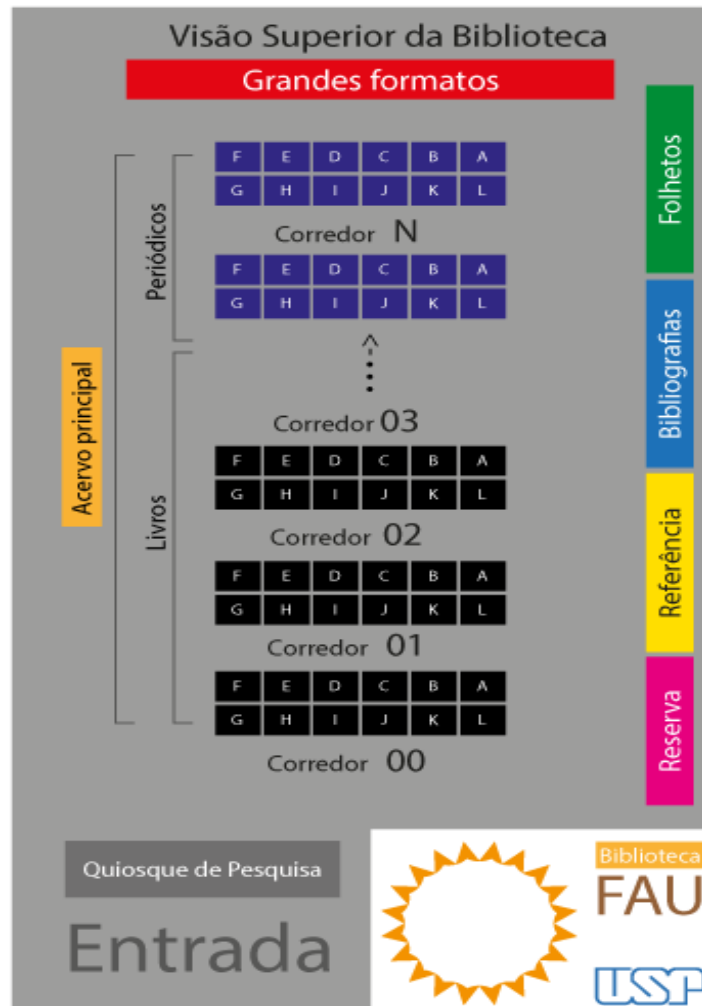 Visão Superior da Biblioteca
Grandes formatos
Folhetos
Bibliografias
Referência
Reserva
Acervo principal
Periódicos
Livros
F E D C B A
G H I J K L
Corredor N
F E D C B A
G H I J K L
Corredor 03
F E D C B A
G H I J K L
Corredor 02
F E D C B A
G H I J K L
Corredor 01
F E D C B A
G H I J K L
Corredor 00
Quiosque de Pesquisa
Entrada
Biblioteca
FAU
USP